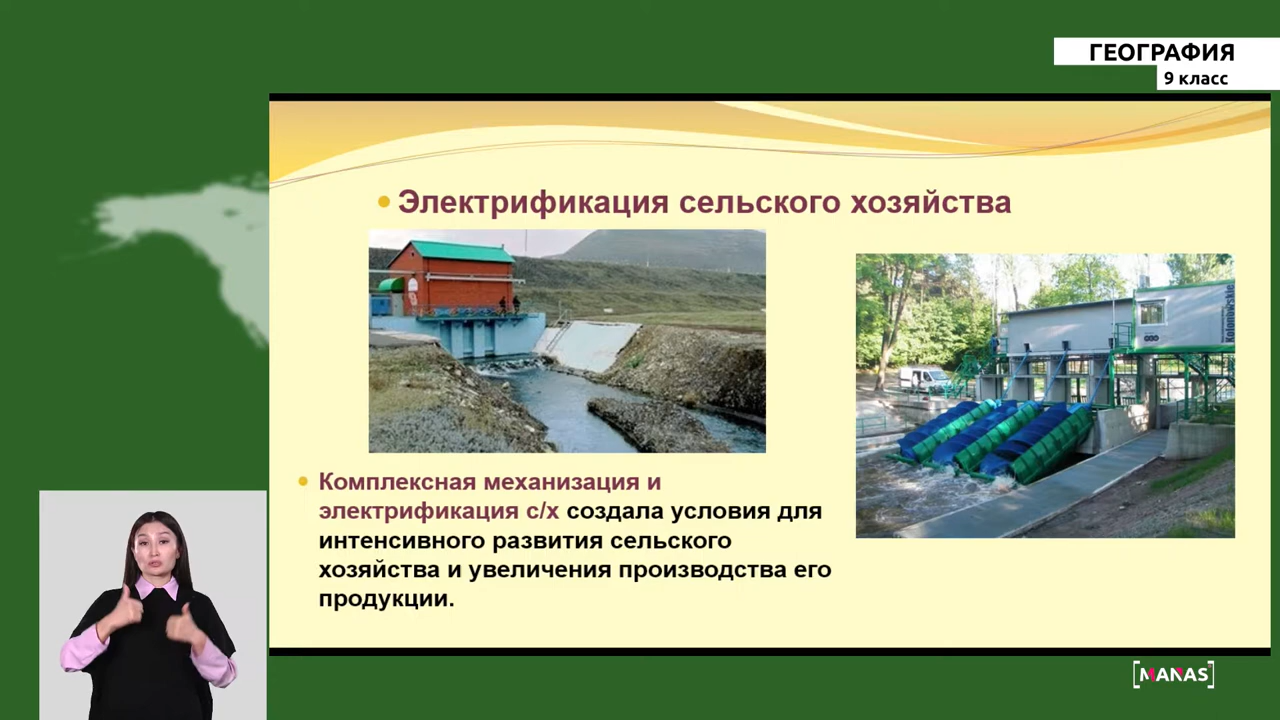 ГЕОГРАФИЯ
9 класс
• Электрификация сельского хозяйства
Kołonowskie
• Комплексная механизация и
электрификация с/х создала условия для
интенсивного развития сельского
хозяйства и увеличения производства его
продукции.
[MANAS]